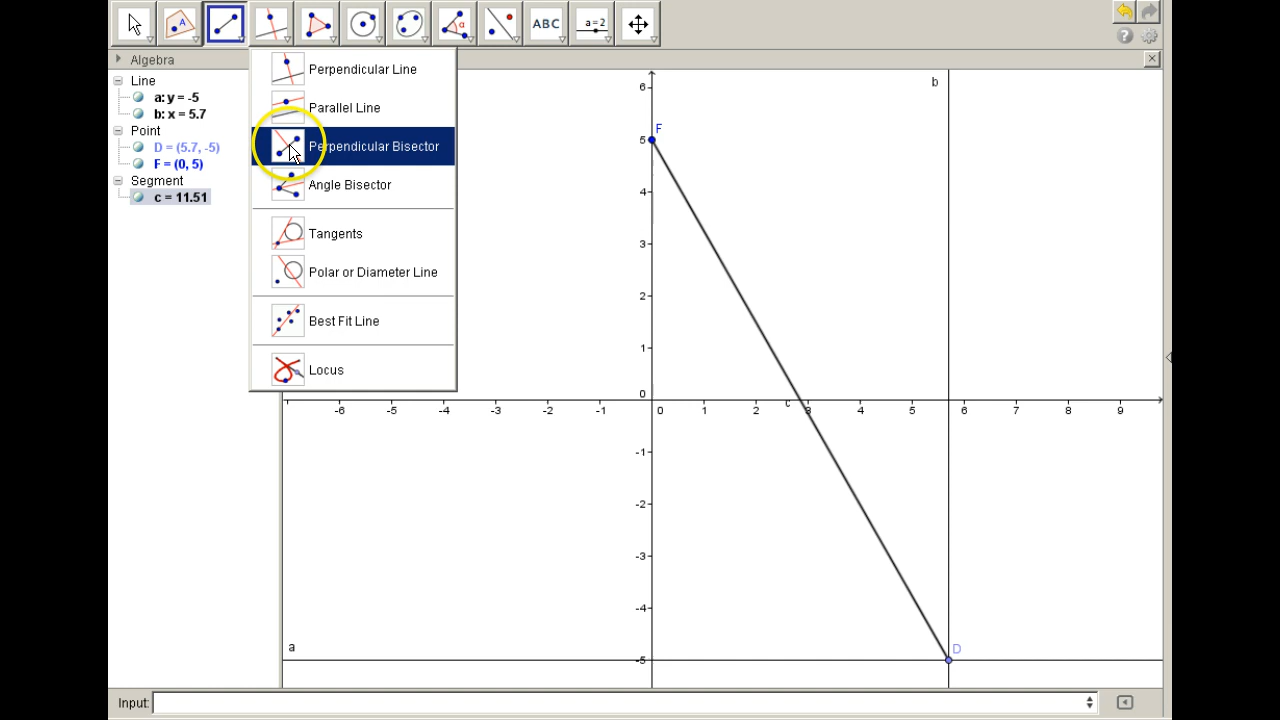 A
α
ABC
a=2
?
Algebra
Line
a: y = -5
b: x = 5.7
Point
D = (5.7, -5)
F = (0, 5)
Segment
c = 11.51
Perpendicular Line
Parallel Line
Perpendicular Bisector
Angle Bisector
Tangents
Polar or Diameter Line
Best Fit Line
Locus
b
6
F
5
4
3
2
1
0
c
-6 -5 -4 -3 -2 -1 0 1 2 3 4 5 6 7 8 9
-1
-2
-3
-4
a
D
-5
Input: